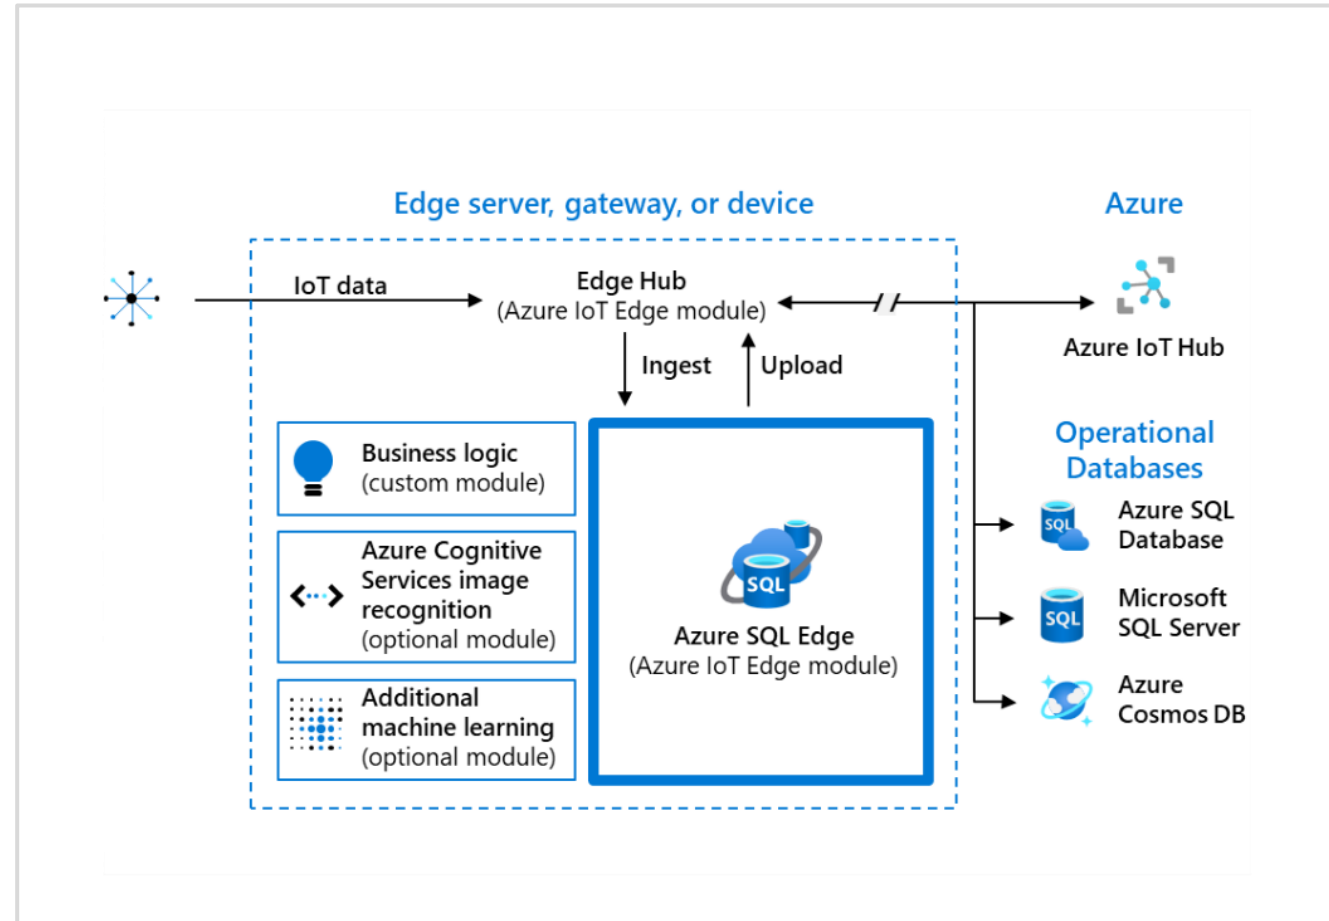 Edge server, gateway, or device
Azure
IoT data
Edge Hub
(Azure IoT Edge module)
Azure IoT Hub
Ingest
Upload
Business logic
(custom module)
Azure Cognitive
Services image
recognition
(optional module)
Additional
machine learning
(optional module)
SQL
Azure SQL Edge
(Azure IoT Edge module)
Operational
Databases
SQL
Azure SQL
Database
SQL
Microsoft
SQL Server
Azure
Cosmos DB